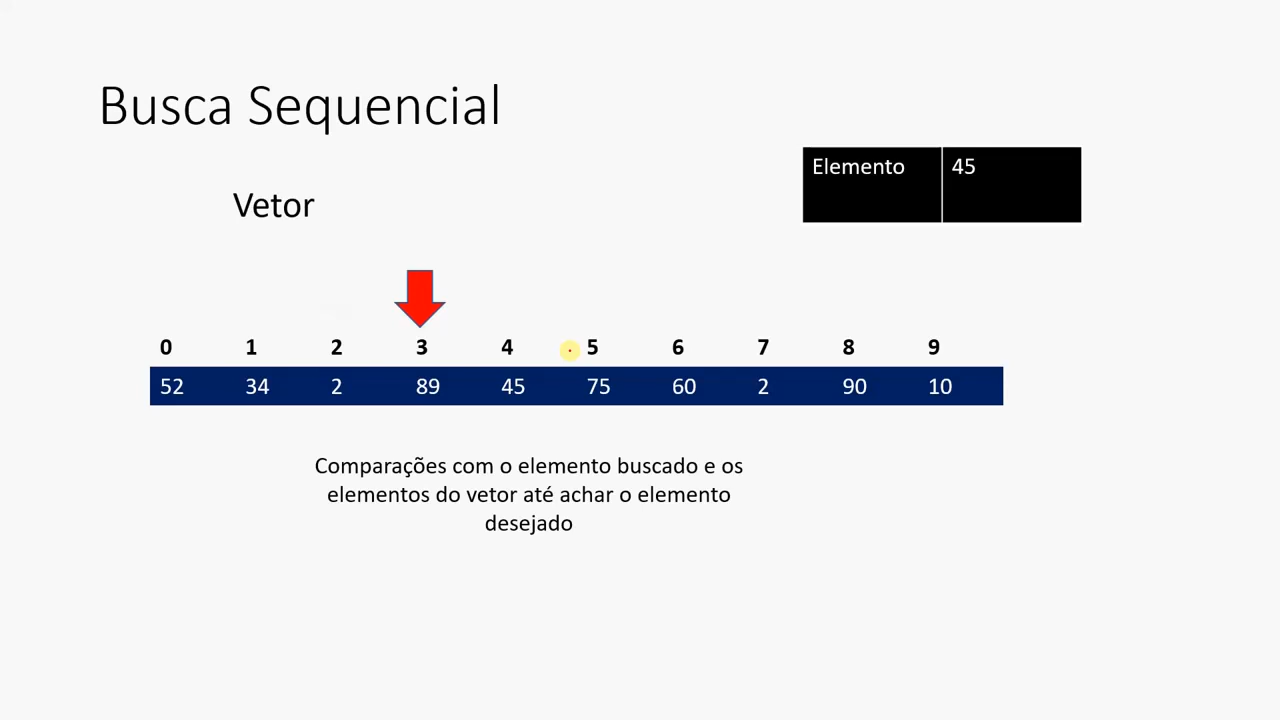 Busca Sequencial
Elemento 45
Vetor
0 1 2 3 4 5 6 7 8 9
52 34 2 89 45 75 60 2 90 10
Comparações com o elemento buscado e os
elementos do vetor até achar o elemento
desejado